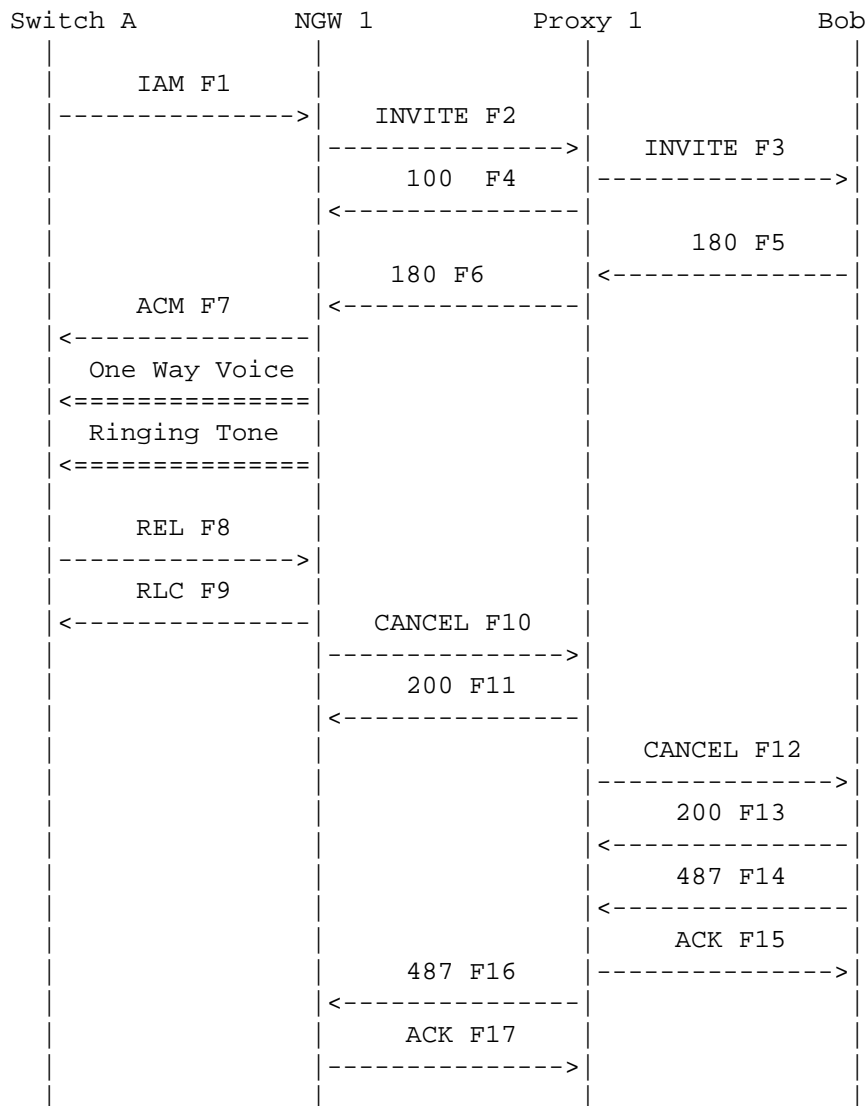 Switch A NGW 1 Proxy 1 Bob
IAM F1
INVITE F2
INVITE F3
100 F4
180 F5
180 F6
ACM F7
One Way Voice
Ringing Tone
REL F8
RLC F9
CANCEL F10
200 F11
CANCEL F12
200 F13
487 F14
ACK F15
487 F16
ACK F17